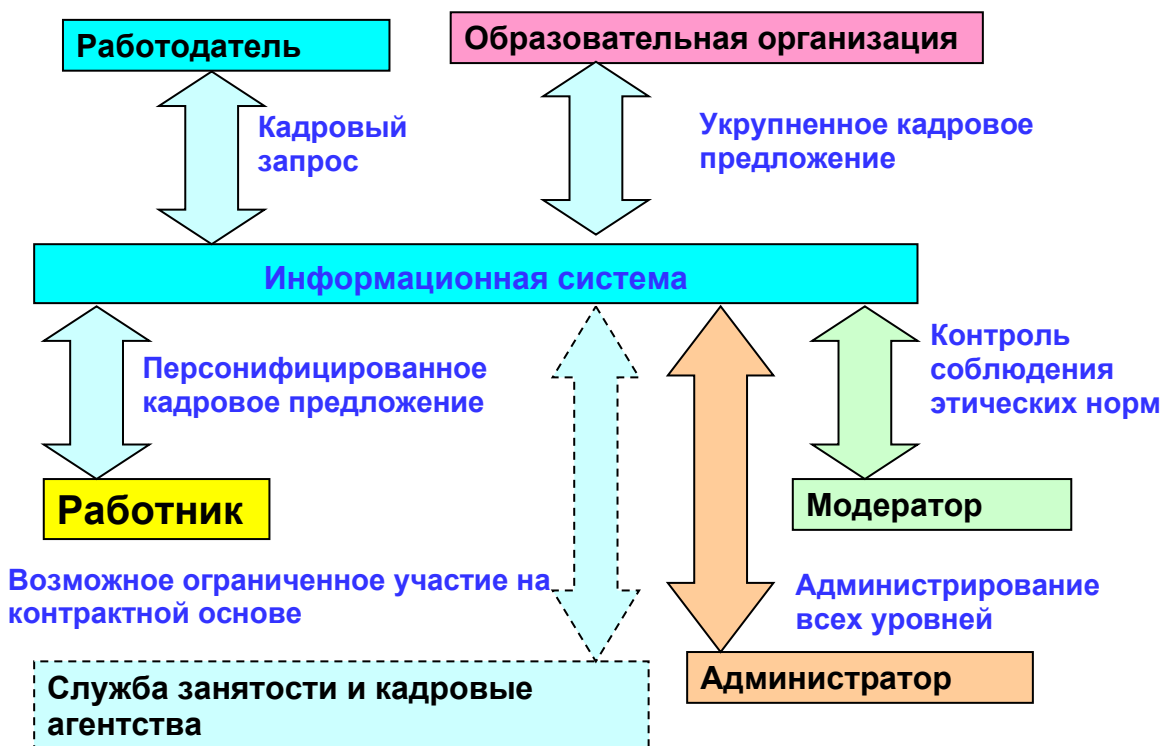 Работодатель
Образовательная организация
Кадровый
запрос
Укрупненное кадровое
предложение
Информационная система
Персонифицированное
кадровое предложение
Контроль
соблюдения
этических норм
Работник
Модератор
Возможное ограниченное участие на
контрактной основе
Администрирование
всех уровней
Служба занятости и кадровые
агентства
Администратор